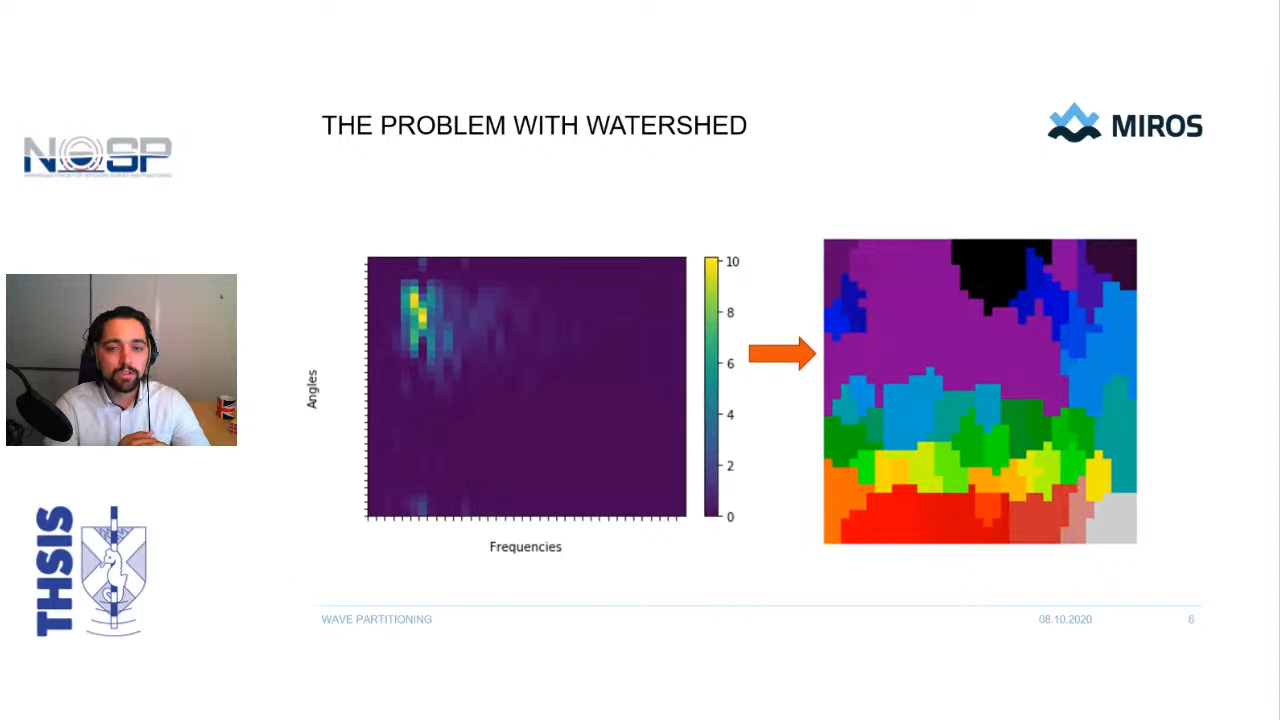 THE PROBLEM WITH WATERSHED
MIROS
NOSP
10
8
6
4
2
0
Angles
Frequencies
THSIS
WAVE PARTITIONING
08.10.2020
6